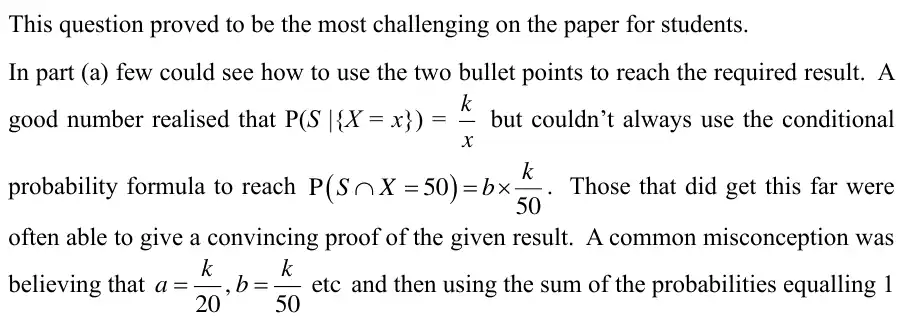 This question proved to be the most challenging on the paper for students.
In part (a) few could see how to use the two bullet points to reach the required result. A
good number realised that P(S |{X = x}) = k/x but couldn’t always use the conditional
probability formula to reach P(S ∩ X = 50) = b × k/50. Those that did get this far were
often able to give a convincing proof of the given result. A common misconception was
believing that a = k/20, b = k/50 etc and then using the sum of the probabilities equalling 1